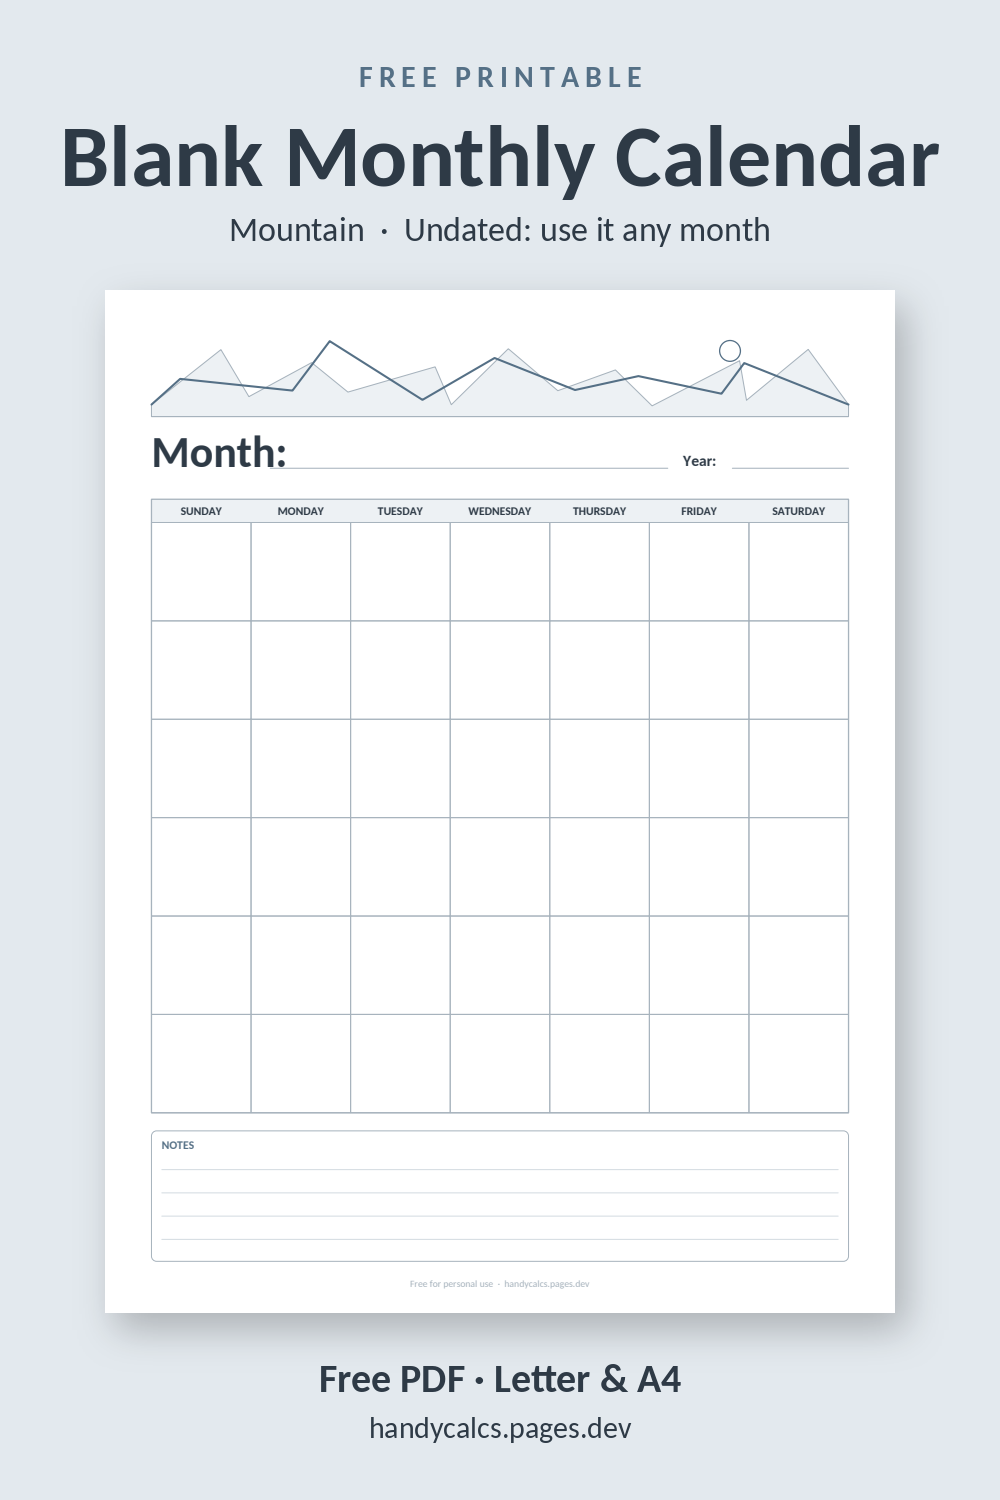 FREE PRINTABLE
Blank Monthly Calendar
Mountain · Undated: use it any month
Month: Year:
SUNDAY MONDAY TUESDAY WEDNESDAY THURSDAY FRIDAY SATURDAY
NOTES
Free for personal use · handycalcs.pages.dev
Free PDF · Letter & A4
handycalcs.pages.dev